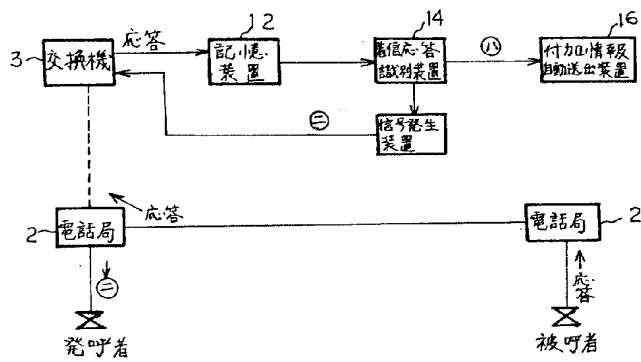 応答
12
14
16
3
交換機
記憶
装置
着信応答
識別装置
ハ
付加情報
自動送出装置
ニ
信号発生
装置
応答
2
電話局
電話局
2
ニ
応答
発呼者
被呼者